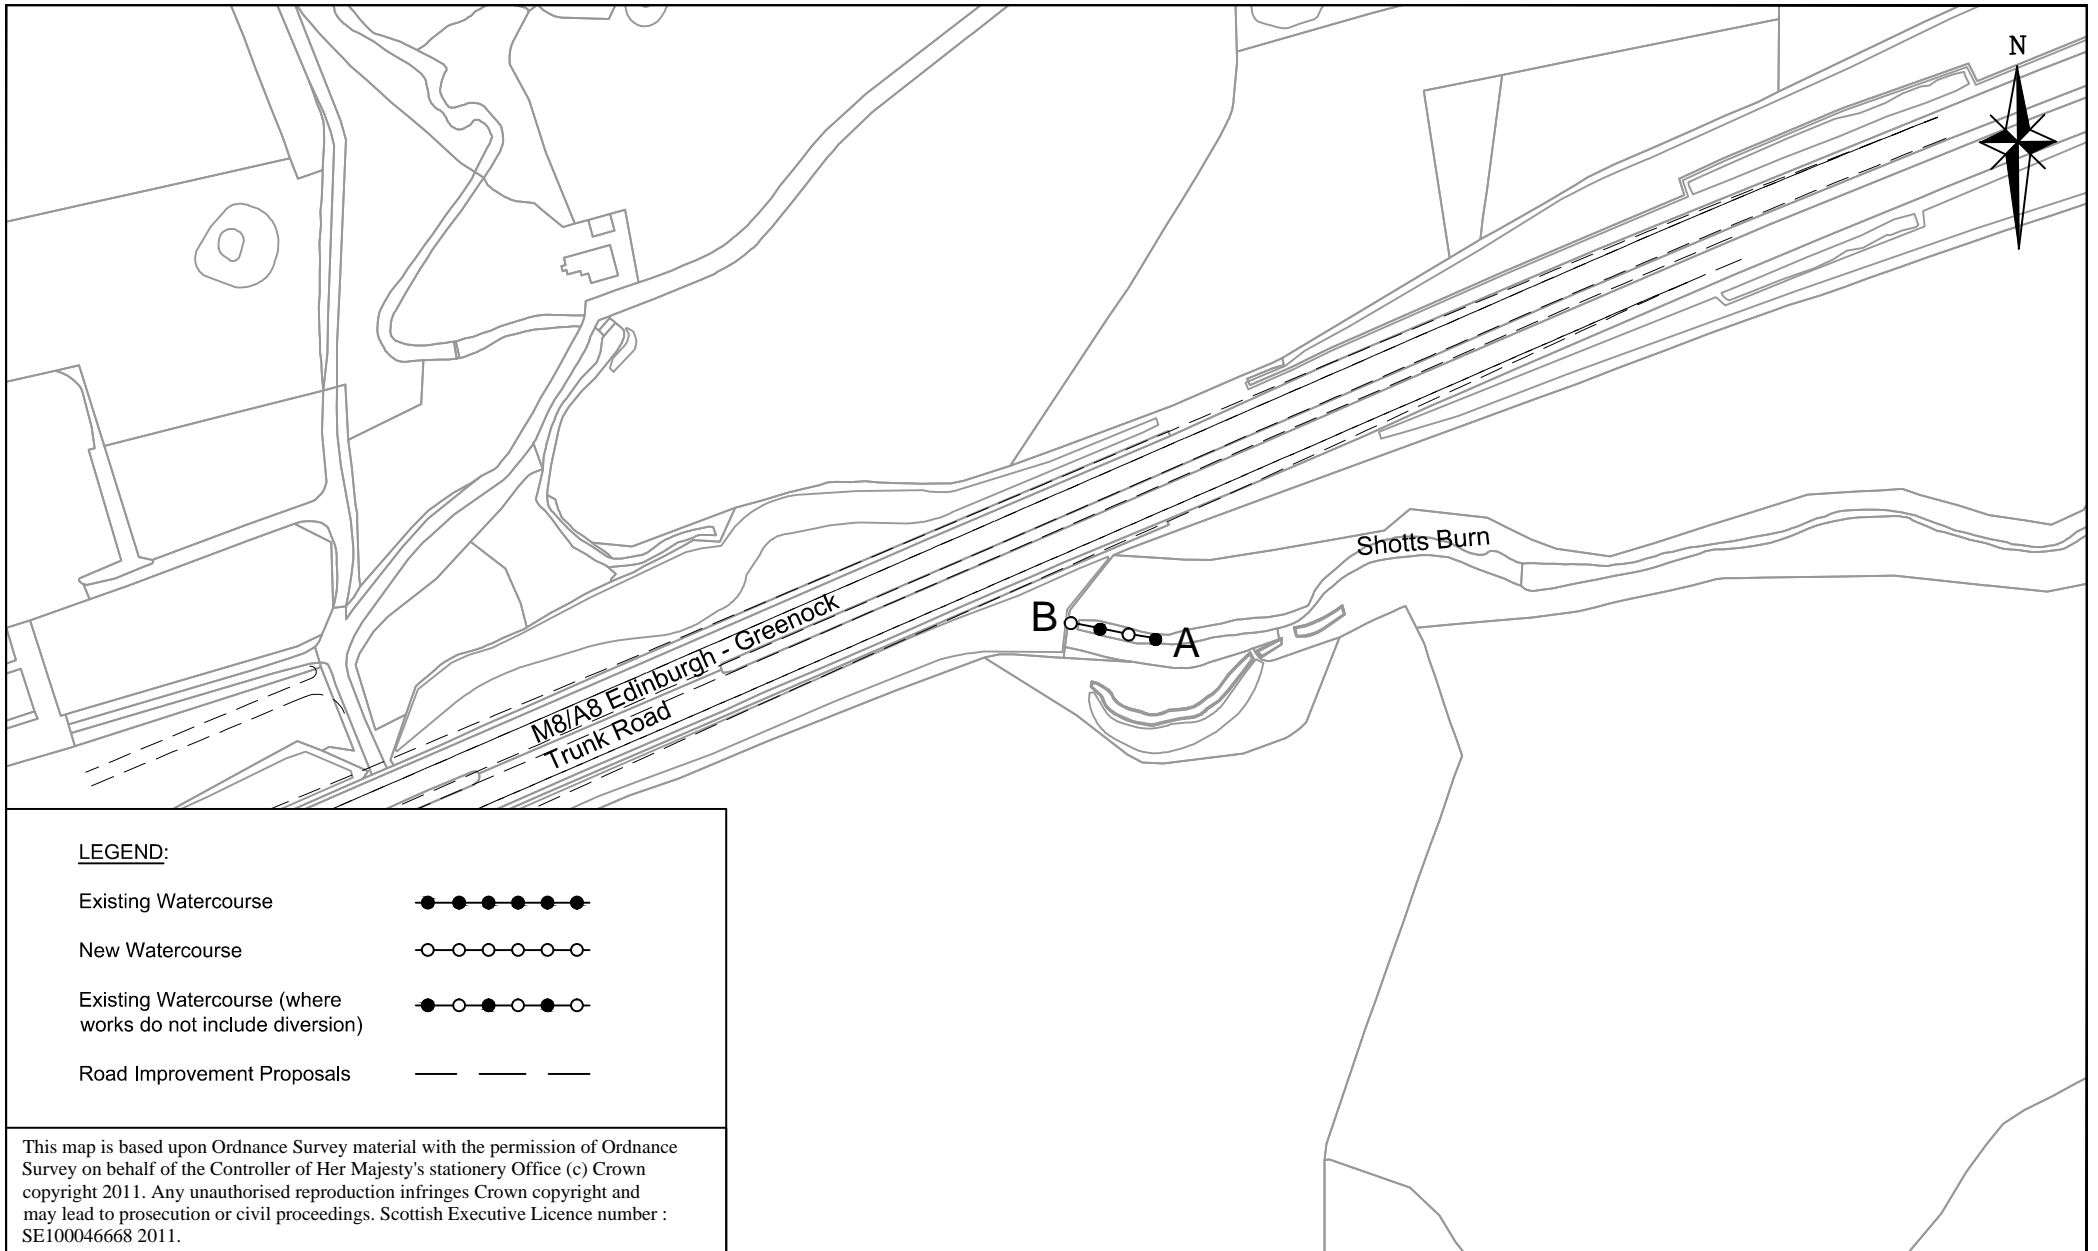 N
Shotts Burn
B
A
M8/A8 Edinburgh - Greenock
Trunk Road
LEGEND:
Existing Watercourse
New Watercourse
Existing Watercourse (where
works do not include diversion)
Road Improvement Proposals
This map is based upon Ordnance Survey material with the permission of Ordnance
Survey on behalf of the Controller of Her Majesty's stationery Office (c) Crown
copyright 2011. Any unauthorised reproduction infringes Crown copyright and
may lead to prosecution or civil proceedings. Scottish Executive Licence number :
SE100046668 2011.